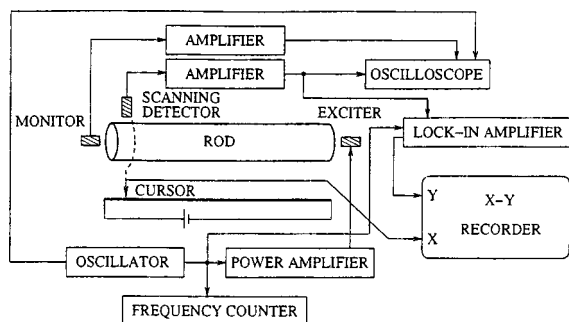 AMPLIFIER
AMPLIFIER
OSCILLOSCOPE
SCANNING
DETECTOR
MONITOR
EXCITER
ROD
LOCK-IN AMPLIFIER
CURSOR
Y
X-Y
RECORDER
X
OSCILLATOR
POWER AMPLIFIER
FREQUENCY COUNTER